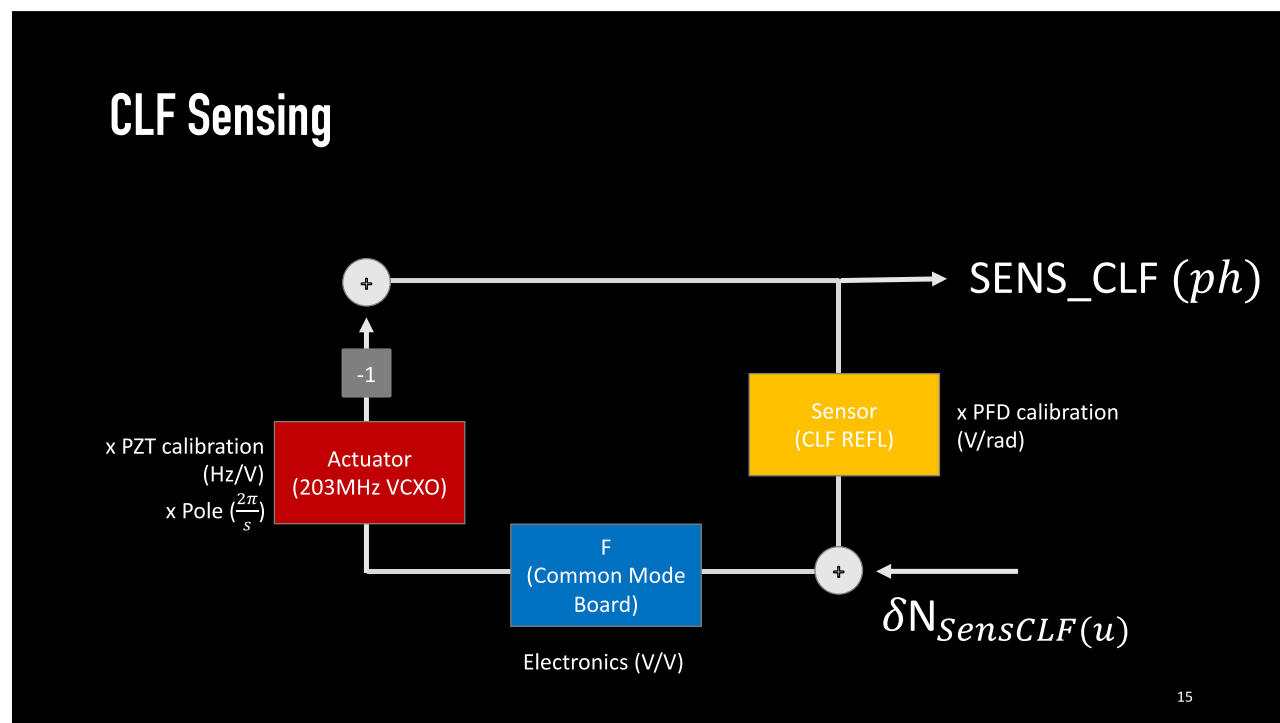 CLF Sensing
+
SENS_CLF (ph)
-1
Sensor
(CLF REFL)
x PFD calibration
(V/rad)
x PZT calibration
(Hz/V)
x Pole (2π/s)
Actuator
(203MHz VCXO)
F
(Common Mode
Board)
+
δN_SensCLF(u)
Electronics (V/V)
15